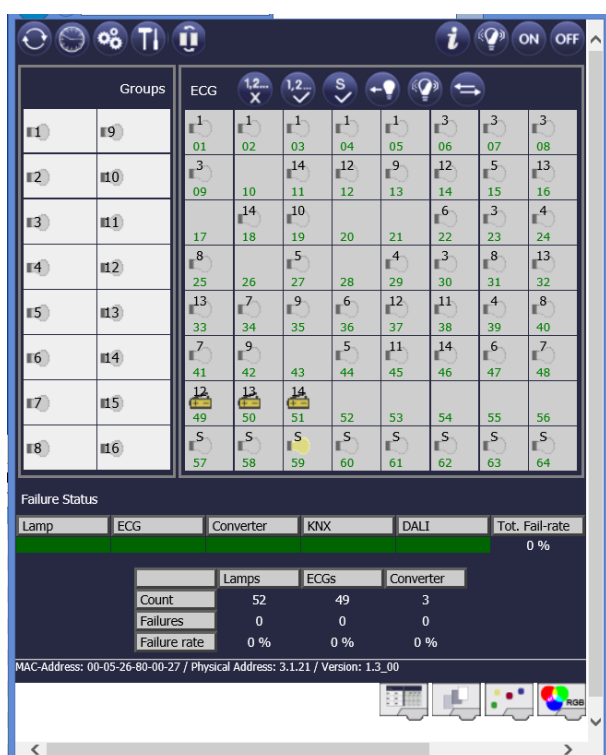 i ON OFF
Groups ECG 1,2... X 1,2... S
1 9 1 1 1 1 1 3 3 3
01 02 03 04 05 06 07 08
2 10 3 14 12 9 12 5 13
09 10 11 12 13 14 15 16
3 11 14 10 6 3 4
17 18 19 20 21 22 23 24
4 12 8 5 4 3 8 13
25 26 27 28 29 30 31 32
5 13 13 7 9 6 12 11 4 8
33 34 35 36 37 38 39 40
6 14 7 9 5 11 14 6 7
41 42 43 44 45 46 47 48
7 15 12 13 14
49 50 51 52 53 54 55 56
8 16 S S S S S S S S
57 58 59 60 61 62 63 64
Failure Status
Lamp ECG Converter KNX DALI Tot. Fail-rate
0 %
Lamps ECGs Converter
Count 52 49 3
Failures 0 0 0
Failure rate 0 % 0 % 0 %
MAC-Address: 00-05-26-80-00-27 / Physical Address: 3.1.21 / Version: 1.3_00
RGB